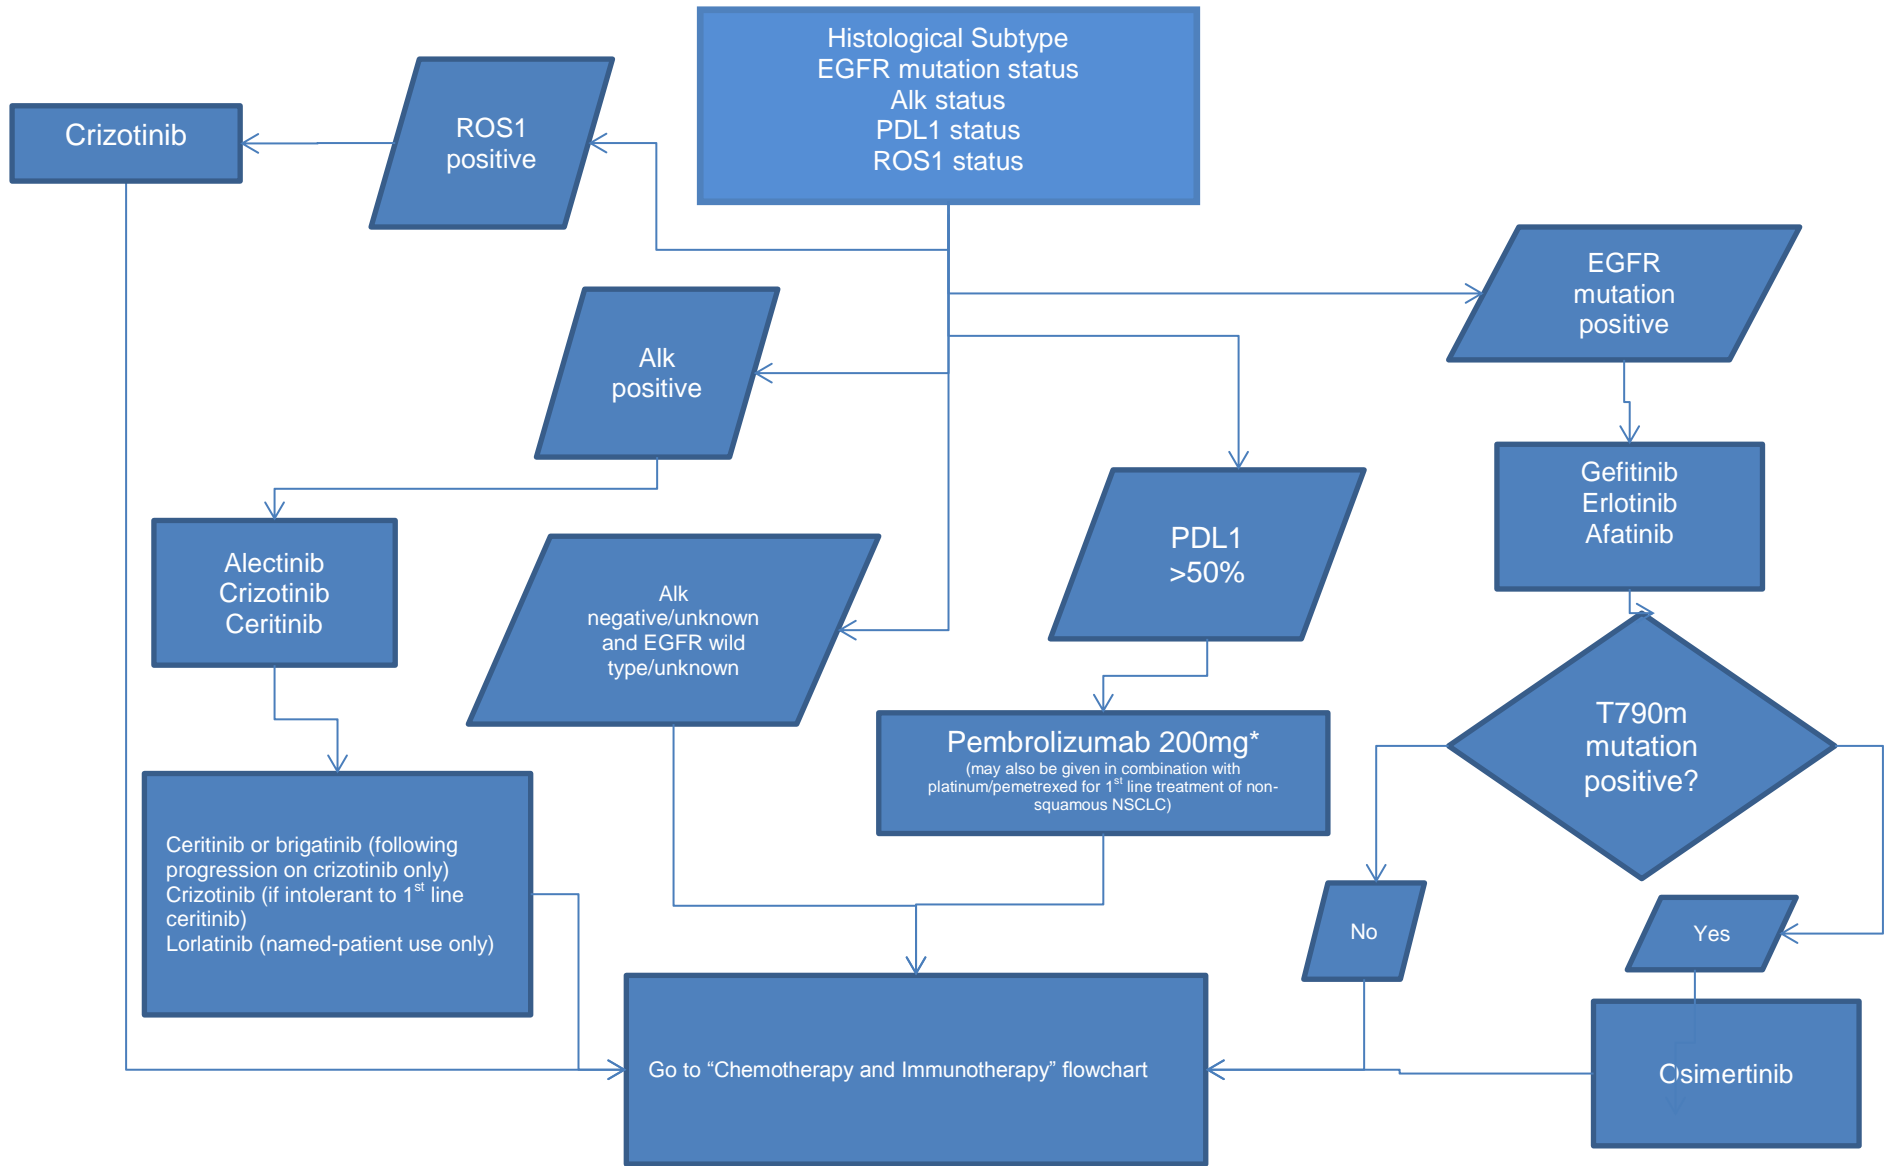 Histological Subtype
EGFR mutation status
Alk status
PDL1 status
ROS1 status
Crizotinib
ROS1
positive
EGFR
mutation
positive
Alk
positive
Gefitinib
Erlotinib
Afatinib
PDL1
>50%
Alectinib
Crizotinib
Ceritinib
Alk
negative/unknown
and EGFR wild
type/unknown
T790m
mutation
positive?
Pembrolizumab 200mg*
(may also be given in combination with
platinum/pemetrexed for 1st line treatment of non-
squamous NSCLC)
Ceritinib or brigatinib (following
progression on crizotinib only)
Crizotinib (if intolerant to 1st line
ceritinib)
Lorlatinib (named-patient use only)
No
Yes
Go to “Chemotherapy and Immunotherapy” flowchart
Osimertinib